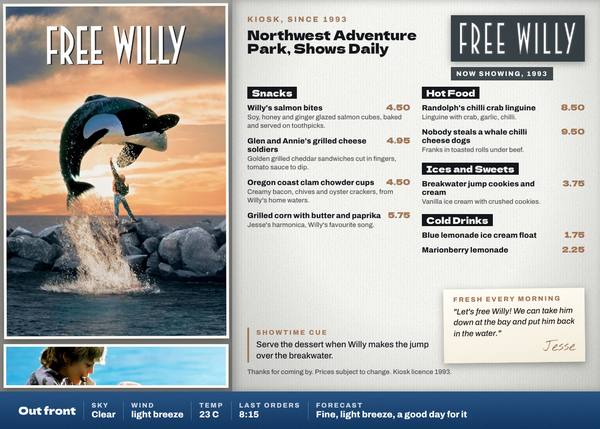 FREE WILLY
KIOSK, SINCE 1993
Northwest Adventure
Park, Shows Daily
FREE WILLY
NOW SHOWING, 1993
Snacks
Willy's salmon bites 4.50
Soy, honey and ginger glazed salmon cubes, baked
and served on toothpicks.
Glen and Annie's grilled cheese 4.95
soldiers
Golden grilled cheddar sandwiches cut in fingers,
tomato sauce to dip.
Oregon coast clam chowder cups 4.50
Creamy bacon, chives and oyster crackers, from
Willy's home waters.
Grilled corn with butter and paprika 5.75
Jesse's harmonica, Willy's favourite song.
Hot Food
Randolph's chilli crab linguine 8.50
Linguine with crab, garlic, chilli.
Nobody steals a whale chilli 9.50
cheese dogs
Franks in toasted rolls under beef.
Ices and Sweets
Breakwater jump cookies and 3.75
cream
Vanilla ice cream with crushed cookies.
Cold Drinks
Blue lemonade ice cream float 1.75
Marionberry lemonade 2.25
SHOWTIME CUE
Serve the dessert when Willy makes the jump
over the breakwater.
FRESH EVERY MORNING
"Let's free Willy! We can take him
down at the bay and put him back
in the water."
Jesse
Thanks for coming by. Prices subject to change. Kiosk licence 1993.
Out front
SKY
Clear
WIND
light breeze
TEMP
23 C
LAST ORDERS
8:15
FORECAST
Fine, light breeze, a good day for it